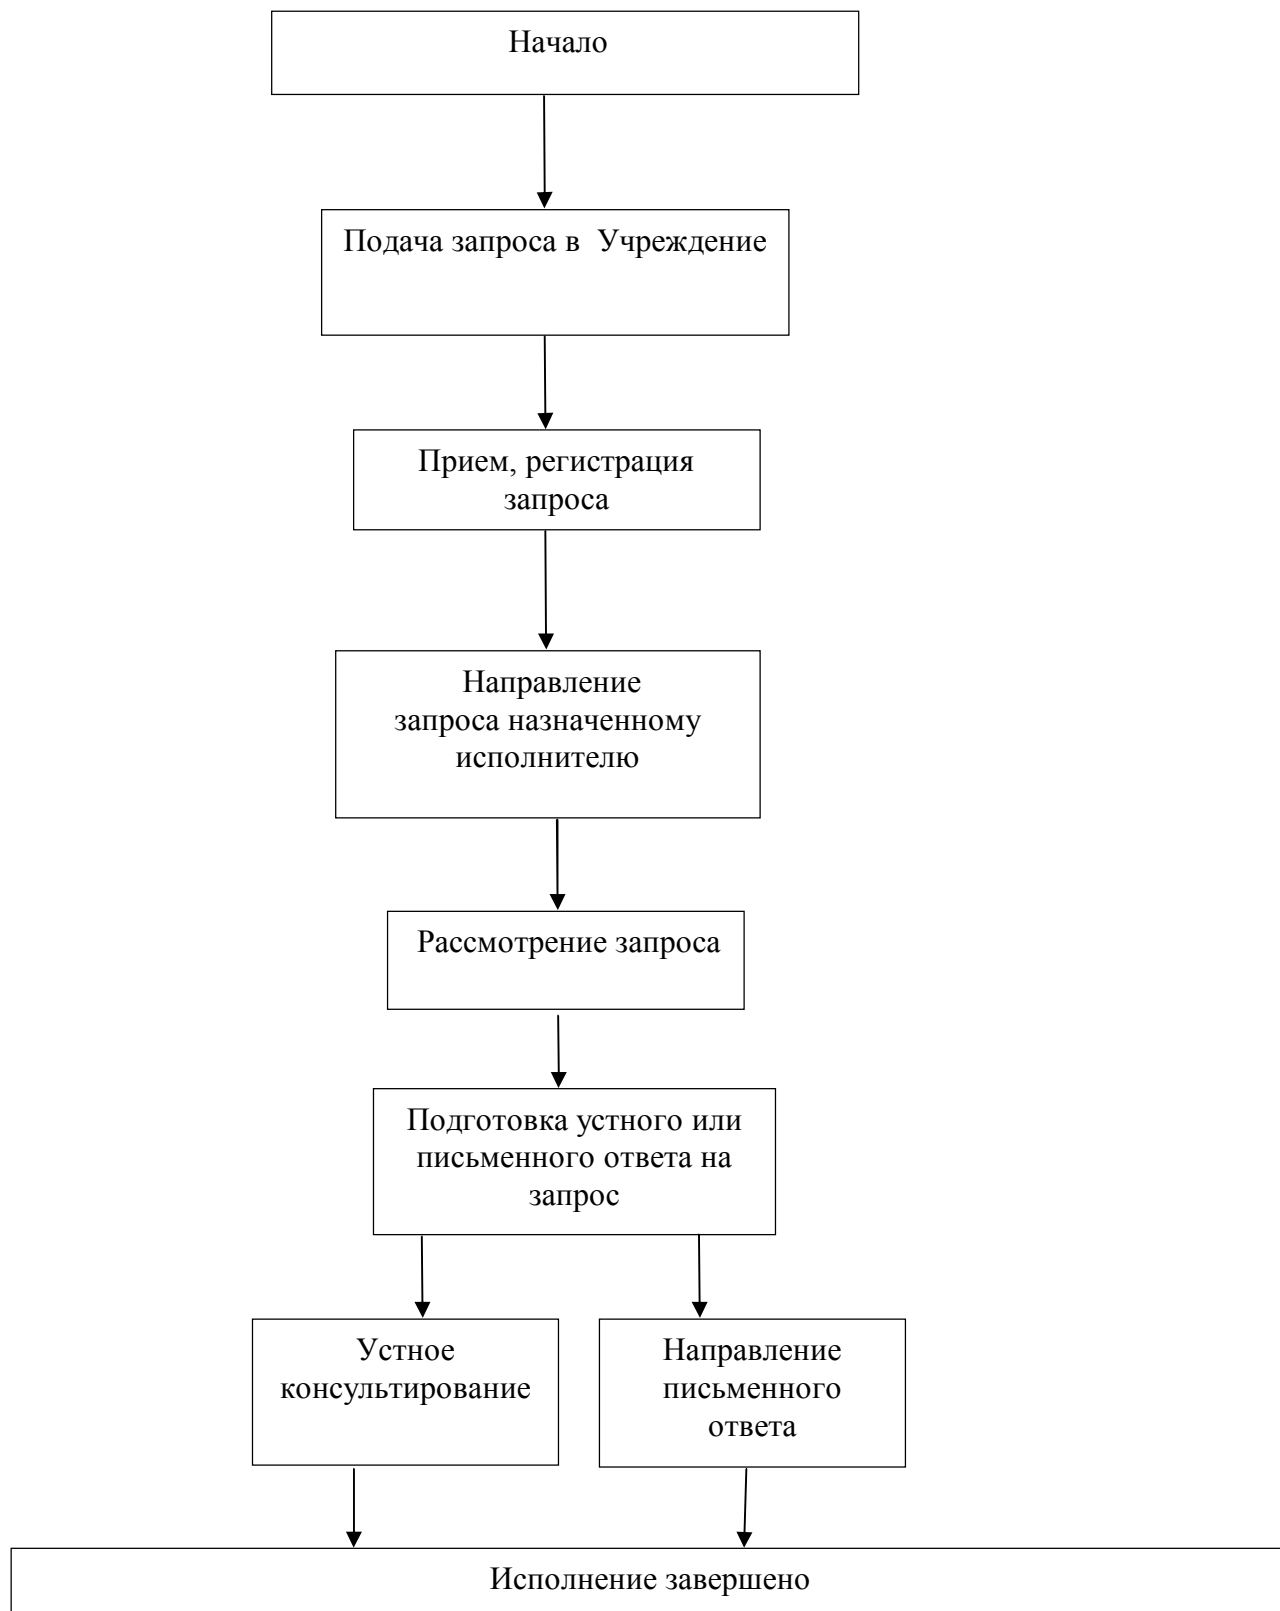 Начало
Подача запроса в  Учреждение
Прием, регистрация
запроса
Направление
запроса назначенному
исполнителю
Рассмотрение запроса
Подготовка устного или
письменного ответа на
запрос
Устное
консультирование
Направление
письменного
ответа
Исполнение завершено